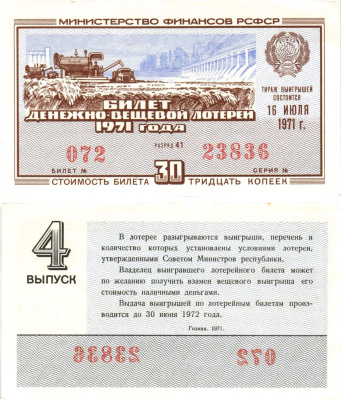 МИНИСТЕРСТВО ФИНАНСОВ РСФСР
ТИРАЖ ВЫИГРЫШЕЙ
СОСТОИТСЯ
16 ИЮЛЯ
1971 г.
БИЛЕТ
ДЕНЕЖНО-ВЕЩЕВОЙ ЛОТЕРЕИ
1971 ГОДА
РАЗРЯД 41
072
23836
БИЛЕТ №
30
СЕРИЯ №
СТОИМОСТЬ БИЛЕТА ТРИДЦАТЬ КОПЕЕК
4
ВЫПУСК
В лотерее разыгрываются выигрыши, перечень и
количество которых установлены условиями лотереи,
утвержденными Советом Министров республики.
Владелец выигравшего лотерейного билета может
по желанию получить взамен вещевого выигрыша его
стоимость наличными деньгами.
Выдача выигрышей по лотерейным билетам произ-
водится до 30 июня 1972 года.
Гознак. 1971.
23836
072